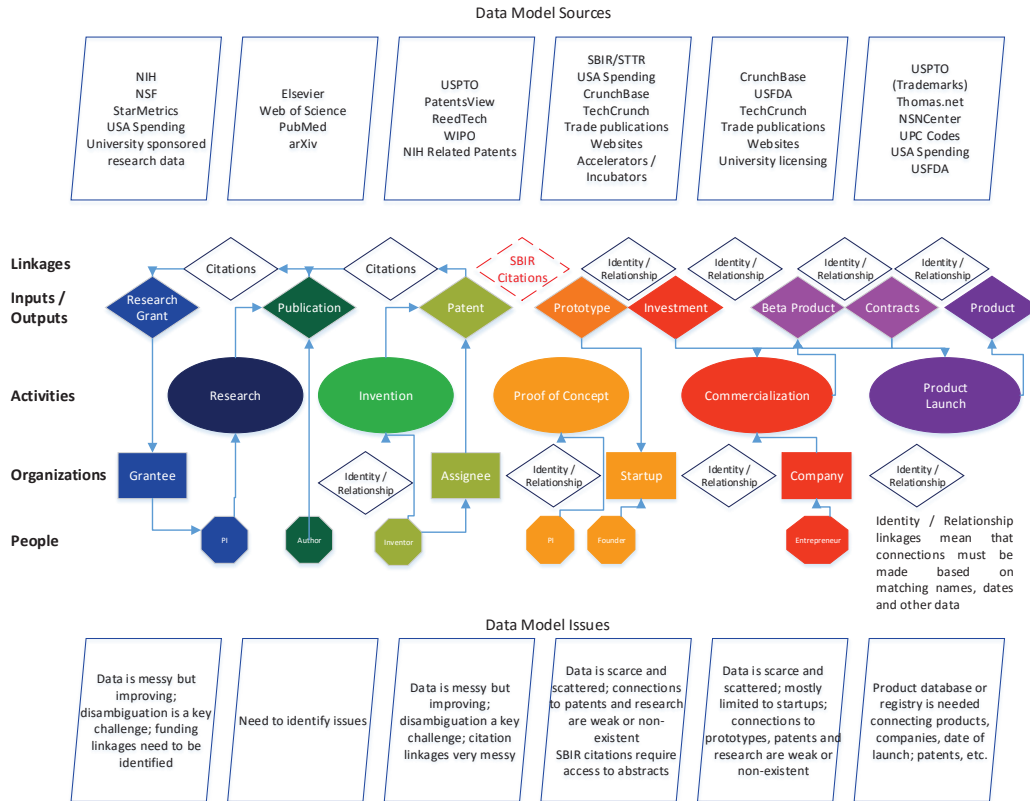 Data Model Sources
NIH
NSF
StarMetrics
USA Spending
University sponsored
research data
Elsevier
Web of Science
PubMed
arXiv
USPTO
PatentsView
ReedTech
WIPO
NIH Related Patents
SBIR/STTR
USA Spending
CrunchBase
TechCrunch
Trade publications
Websites
Accelerators /
Incubators
CrunchBase
USFDA
TechCrunch
Trade publications
Websites
University licensing
USPTO
(Trademarks)
Thomas.net
NSNCenter
UPC Codes
USA Spending
USFDA
Linkages
Citations
Citations
SBIR
Citations
Identity /
Relationship
Identity /
Relationship
Identity /
Relationship
Identity /
Relationship
Inputs /
Outputs
Research
Grant
Publication
Patent
Prototype
Investment
Beta Product
Contracts
Product
Activities
Research
Invention
Proof of Concept
Commercialization
Product
Launch
Organizations
Grantee
Identity /
Relationship
Assignee
Identity /
Relationship
Startup
Identity /
Relationship
Company
Identity /
Relationship
People
PI
Author
Inventor
PI
Founder
Entrepreneur
Identity / Relationship
linkages mean that
connections must be
made based on
matching names, dates
and other data
Data Model Issues
Data is messy but
improving;
disambiguation is a key
challenge; funding
linkages need to be
identified
Need to identify issues
Data is messy but
improving;
disambiguation a key
challenge; citation
linkages very messy
Data is scarce and
scattered; connections
to patents and research
are weak or non-
existent
SBIR citations require
access to abstracts
Data is scarce and
scattered; mostly
limited to startups;
connections to
prototypes, patents and
research are weak or
non-existent
Product database or
registry is needed
connecting products,
companies, date of
launch; patents, etc.